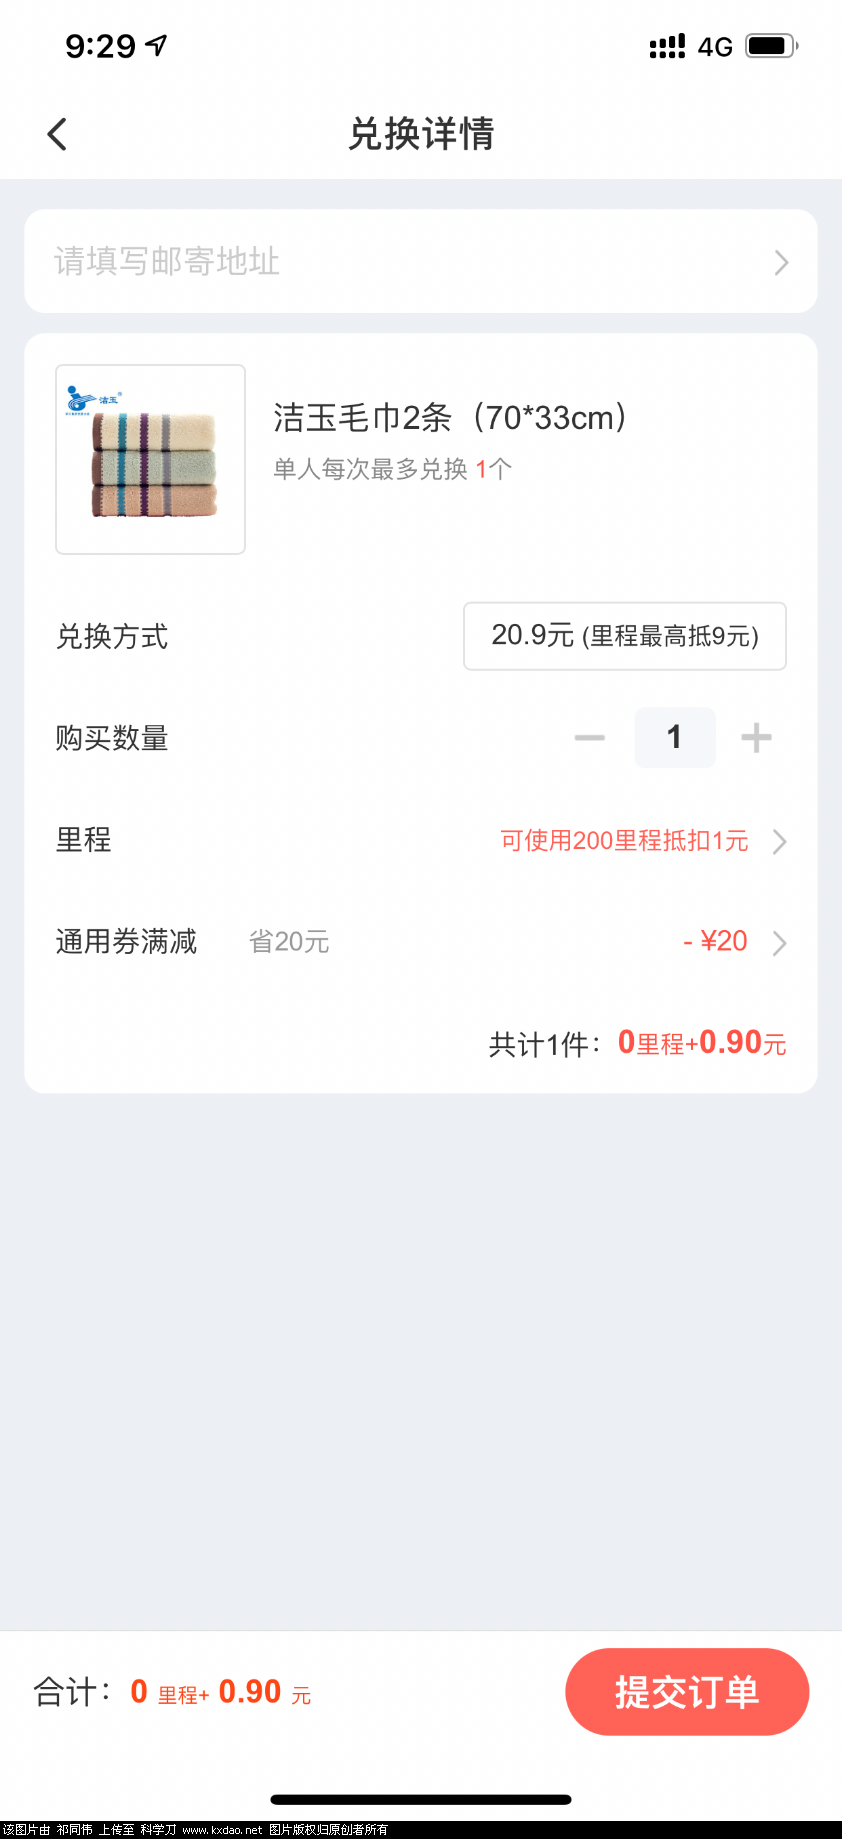 9:29 4G
兑换详情
请填写邮寄地址
洁玉
洁玉毛巾2条（70*33cm）
单人每次最多兑换 1个
兑换方式 20.9元 (里程最高抵9元)
购买数量 1
里程 可使用200里程抵扣1元
通用券满减 省20元 - ¥20
共计1件：0里程+0.90元
合计：0 里程+ 0.90 元
提交订单
该图片由 祁同伟 上传至 科学刀 www.kxdao.net 图片版权归原创者所有